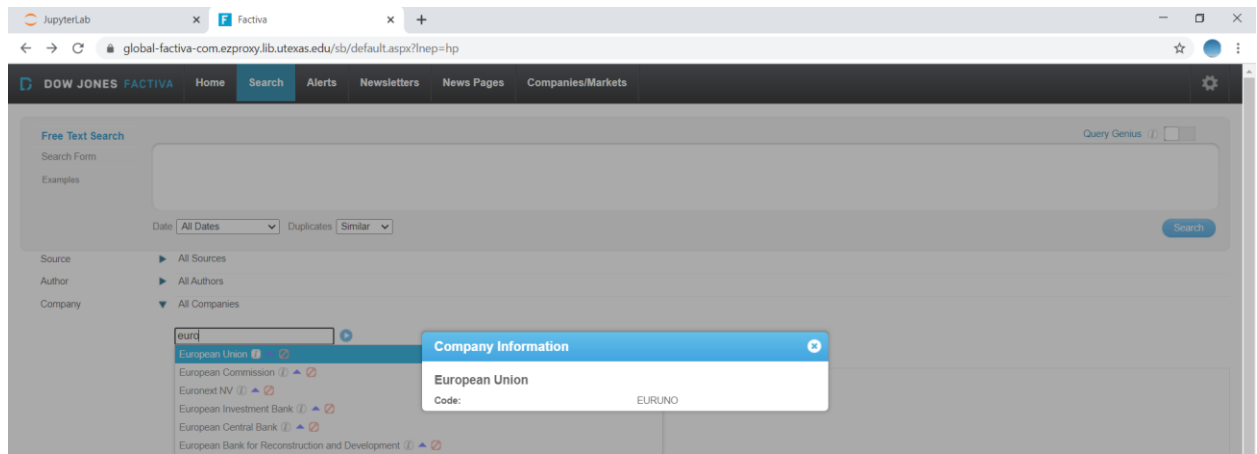 JupyterLab
Factiva
global-factiva-com.ezproxy.lib.utexas.edu/sb/default.aspx?lnep=hp
DOW JONES FACTIVA Home Search Alerts Newsletters News Pages Companies/Markets
Free Text Search
Query Genius
Search Form
Examples
Date All Dates Duplicates Similar
Search
Source All Sources
Author All Authors
Company All Companies
euro
European Union
European Commission
Euronext NV
European Investment Bank
European Central Bank
European Bank for Reconstruction and Development
Company Information
European Union
Code: EURUNO